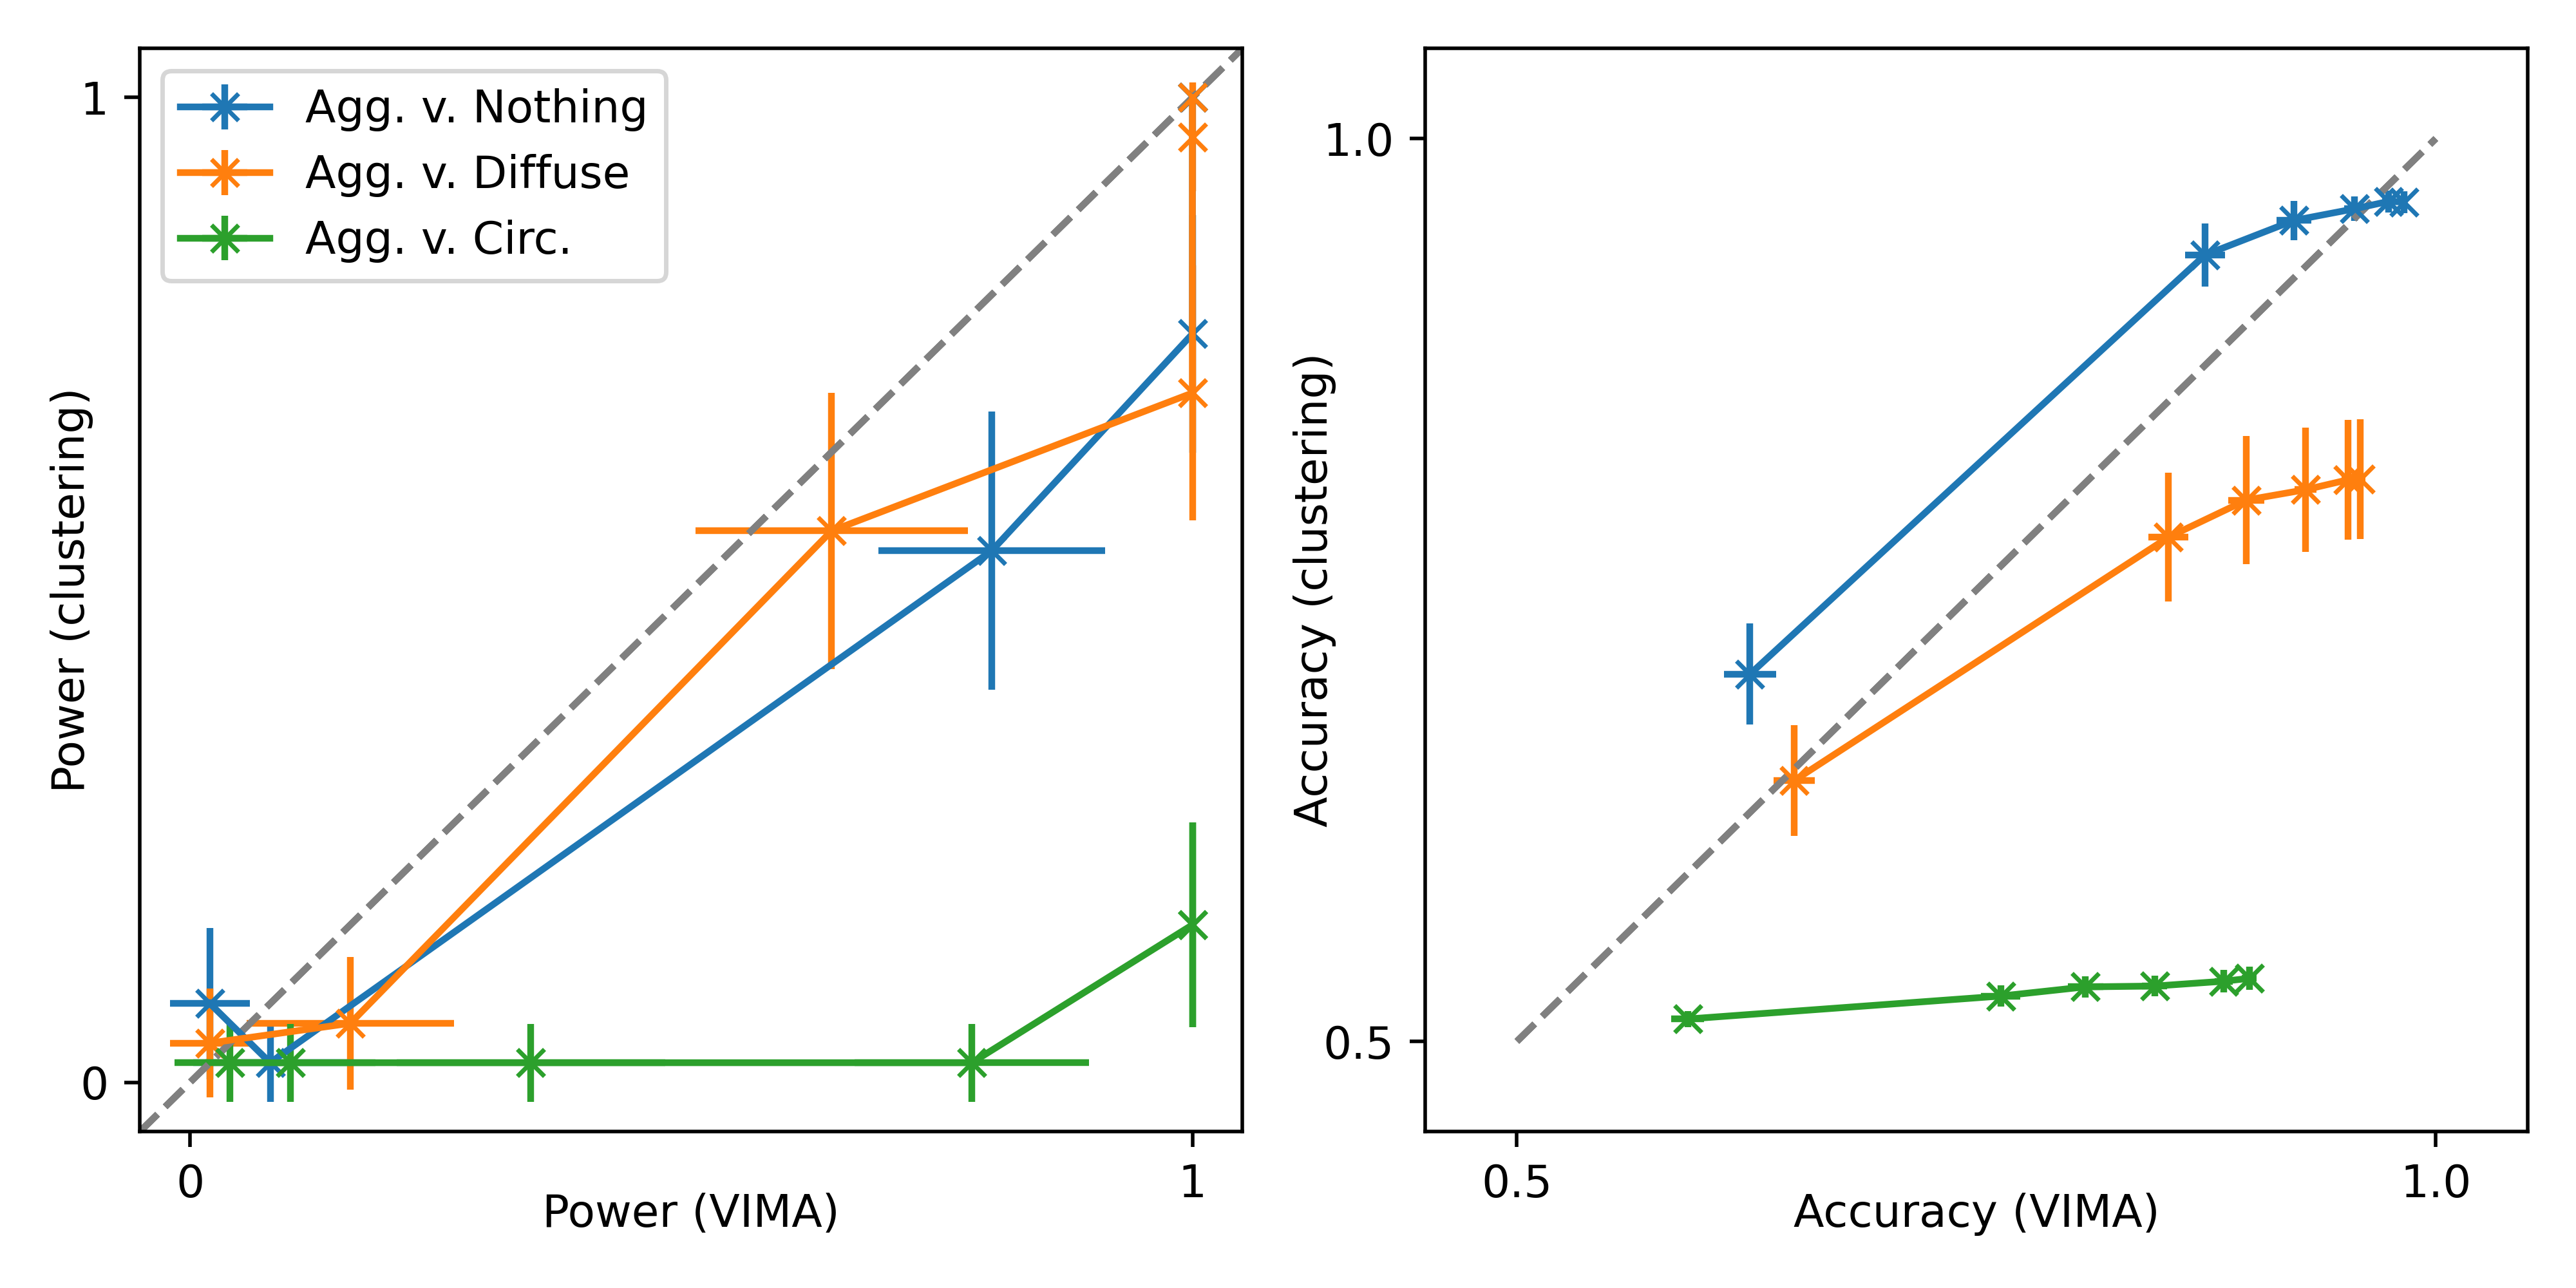 Power (clustering)
1
0
Agg. v. Nothing
Agg. v. Diffuse
Agg. v. Circ.
0
1
Power (VIMA)
Accuracy (clustering)
1.0
0.5
0.5
1.0
Accuracy (VIMA)